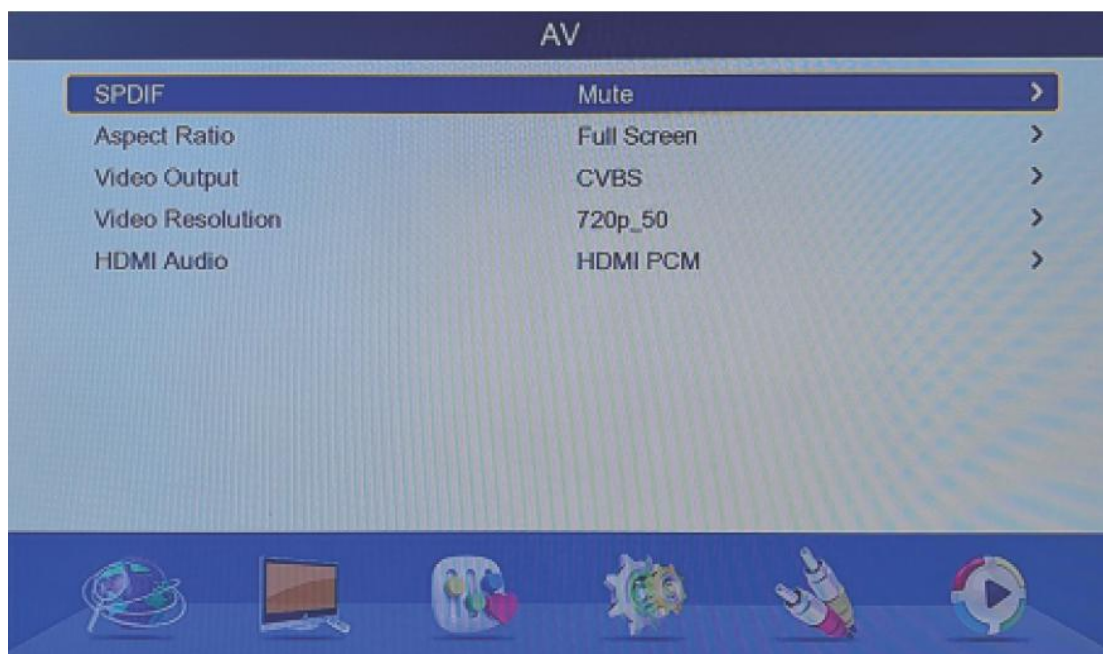 AV
SPDIF Mute >
Aspect Ratio Full Screen >
Video Output CVBS >
Video Resolution 720p_50 >
HDMI Audio HDMI PCM >